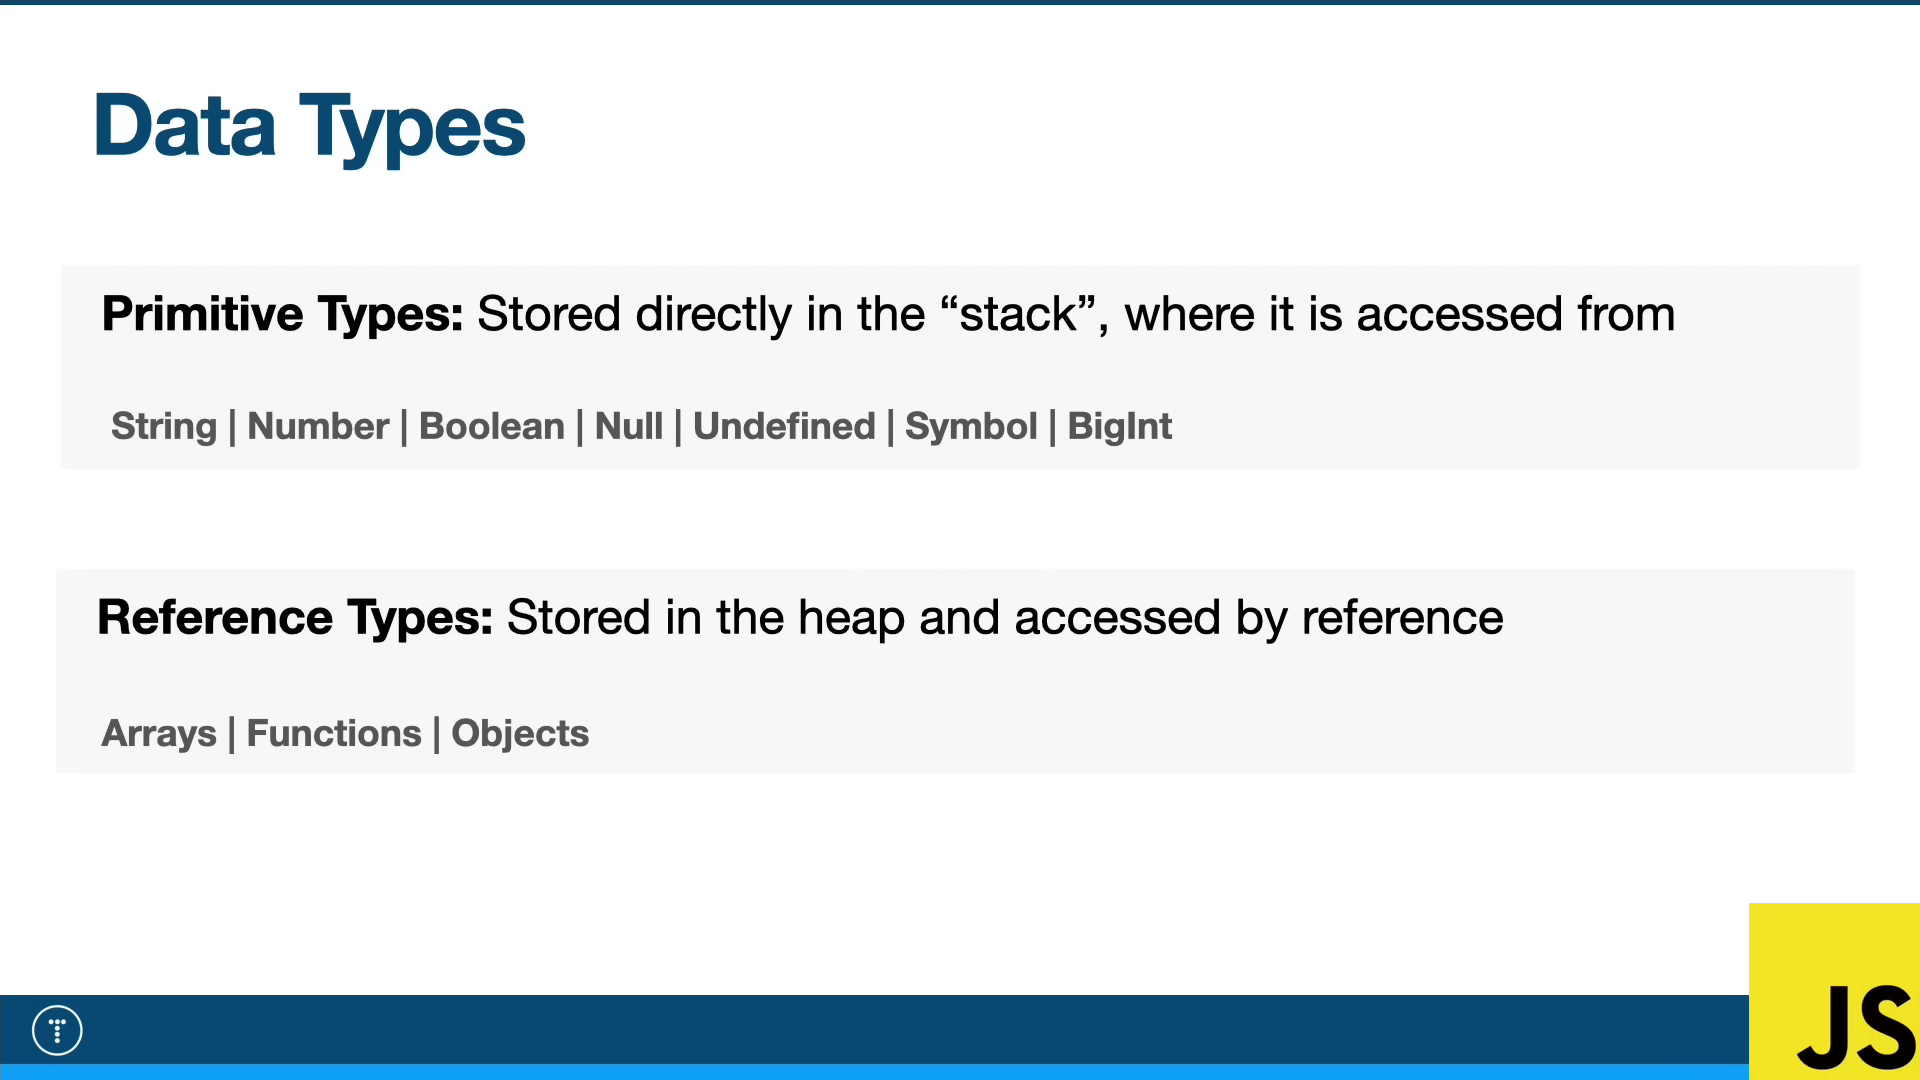 Data Types
Primitive Types: Stored directly in the “stack”, where it is accessed from
String | Number | Boolean | Null | Undefined | Symbol | BigInt
Reference Types: Stored in the heap and accessed by reference
Arrays | Functions | Objects
JS